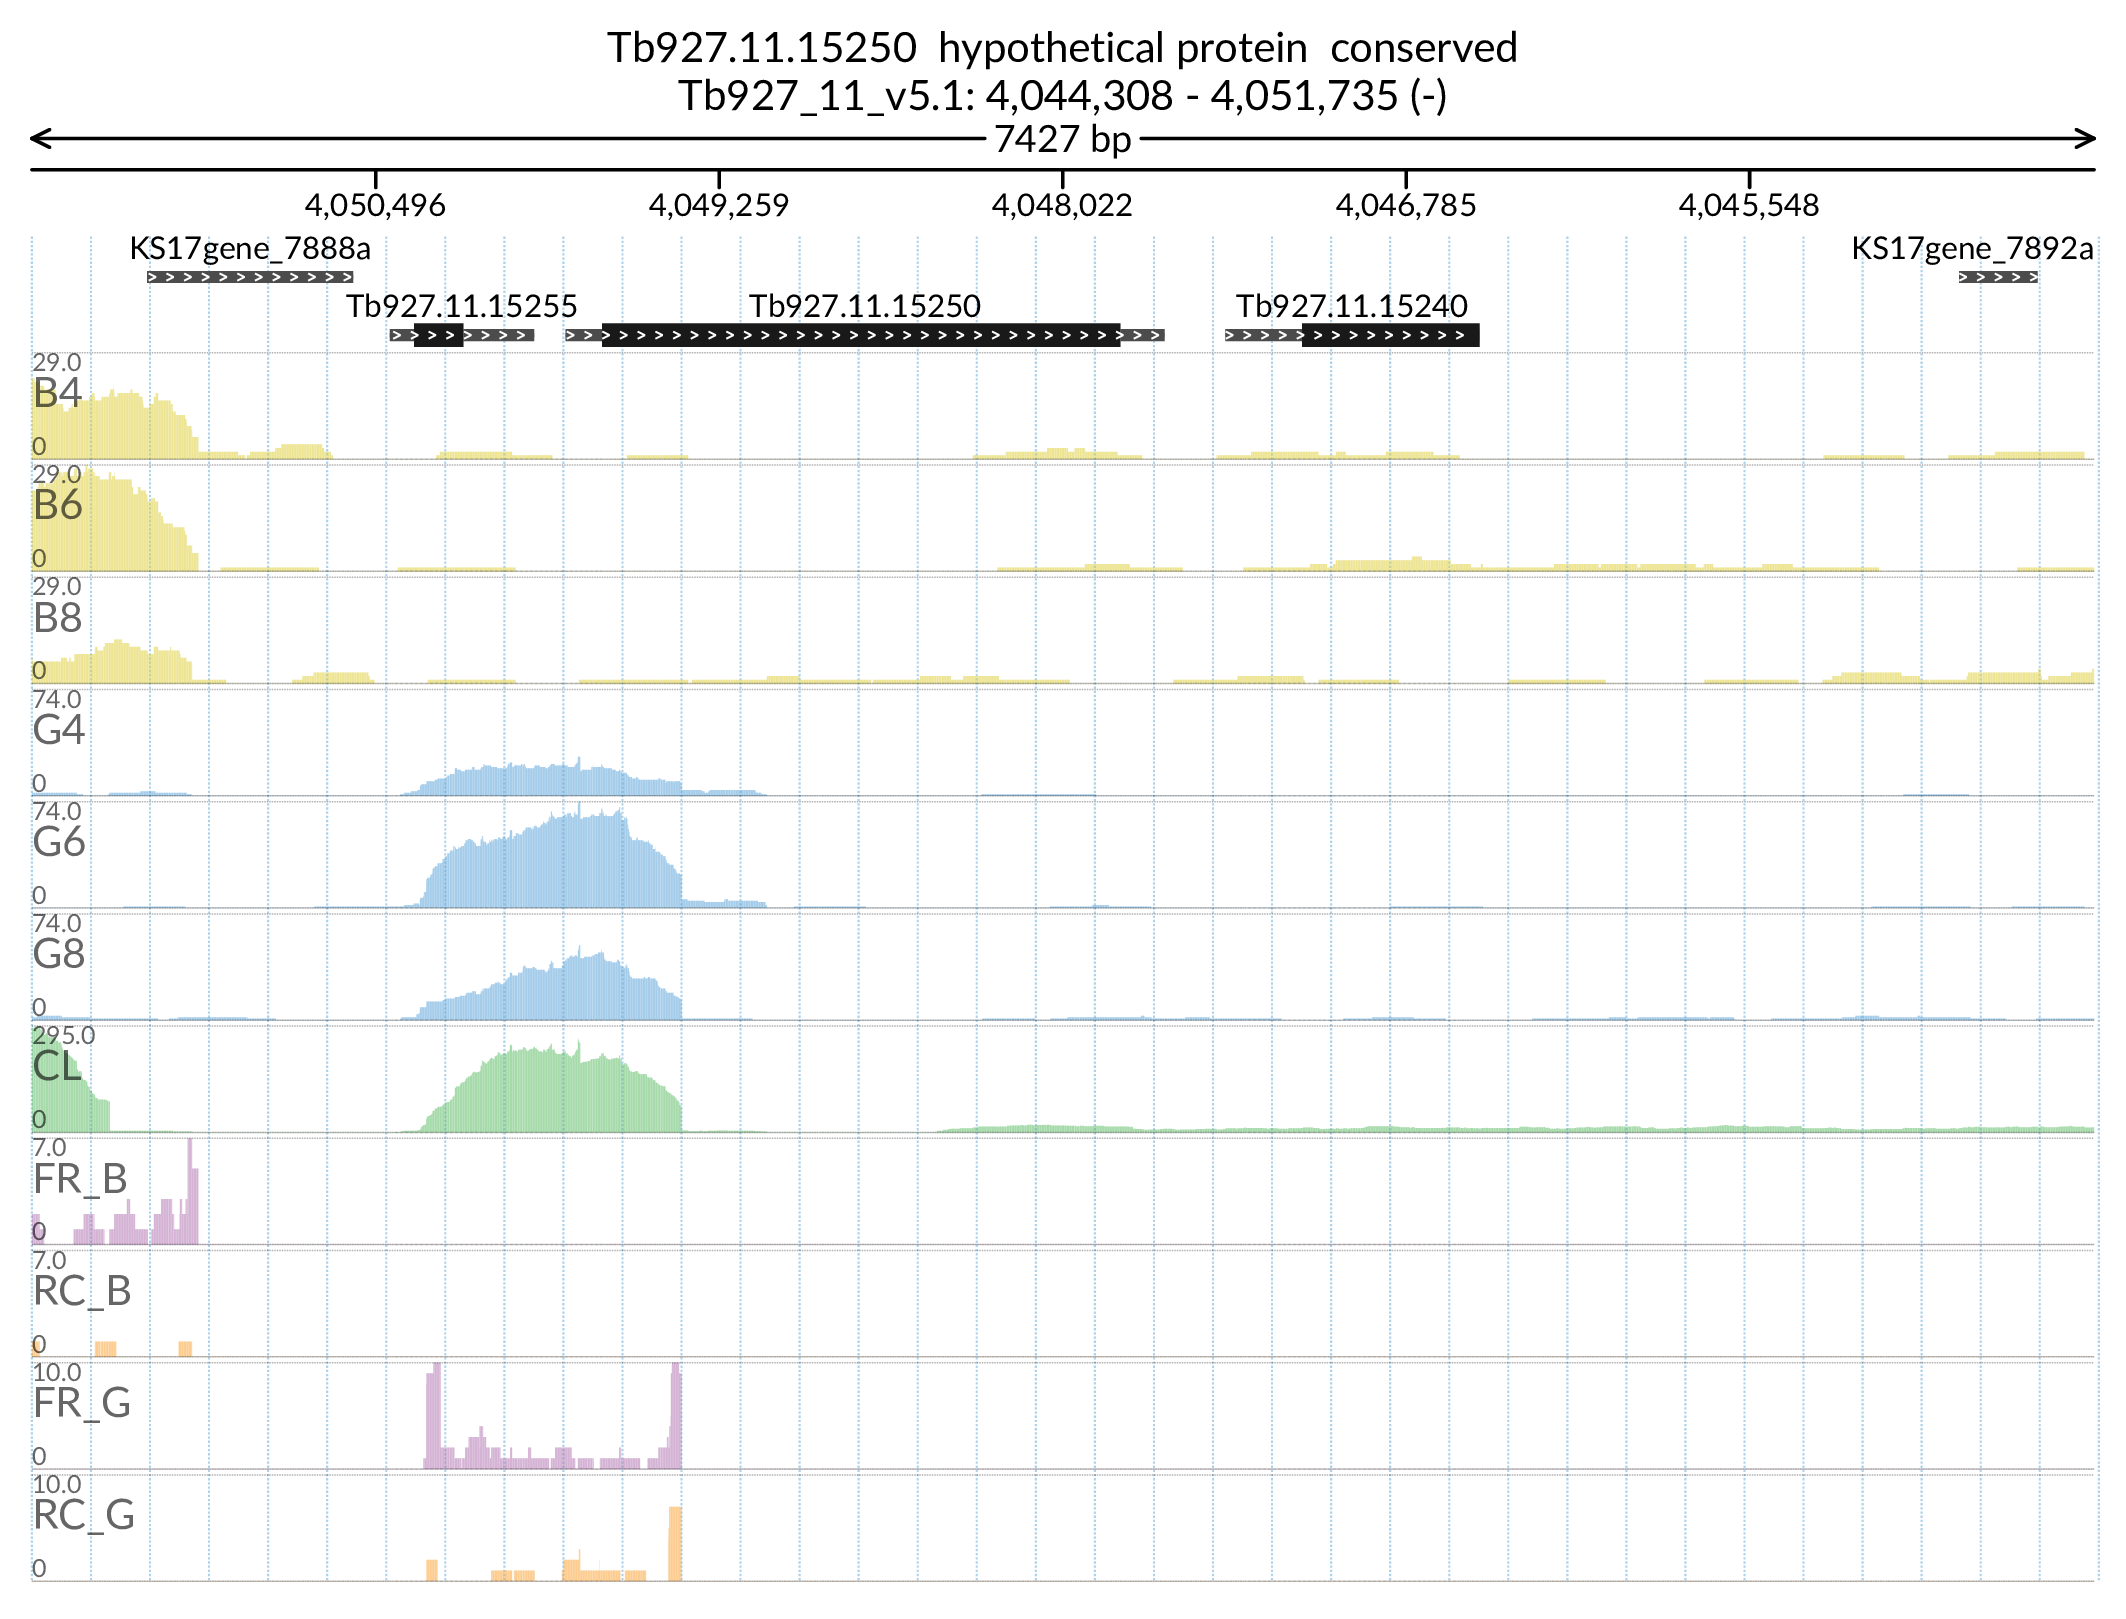 Tb927.11.15250 hypothetical protein conserved
Tb927_11_v5.1: 4,044,308 - 4,051,735 (-)
7427 bp
4,050,496 4,049,259 4,048,022 4,046,785 4,045,548
KS17gene_7888a KS17gene_7892a
Tb927.11.15255 Tb927.11.15250 Tb927.11.15240
29.0
B4
0
29.0
B6
0
29.0
B8
0
74.0
G4
0
74.0
G6
0
74.0
G8
0
295.0
CL
0
7.0
FR_B
0
7.0
RC_B
0
10.0
FR_G
0
10.0
RC_G
0